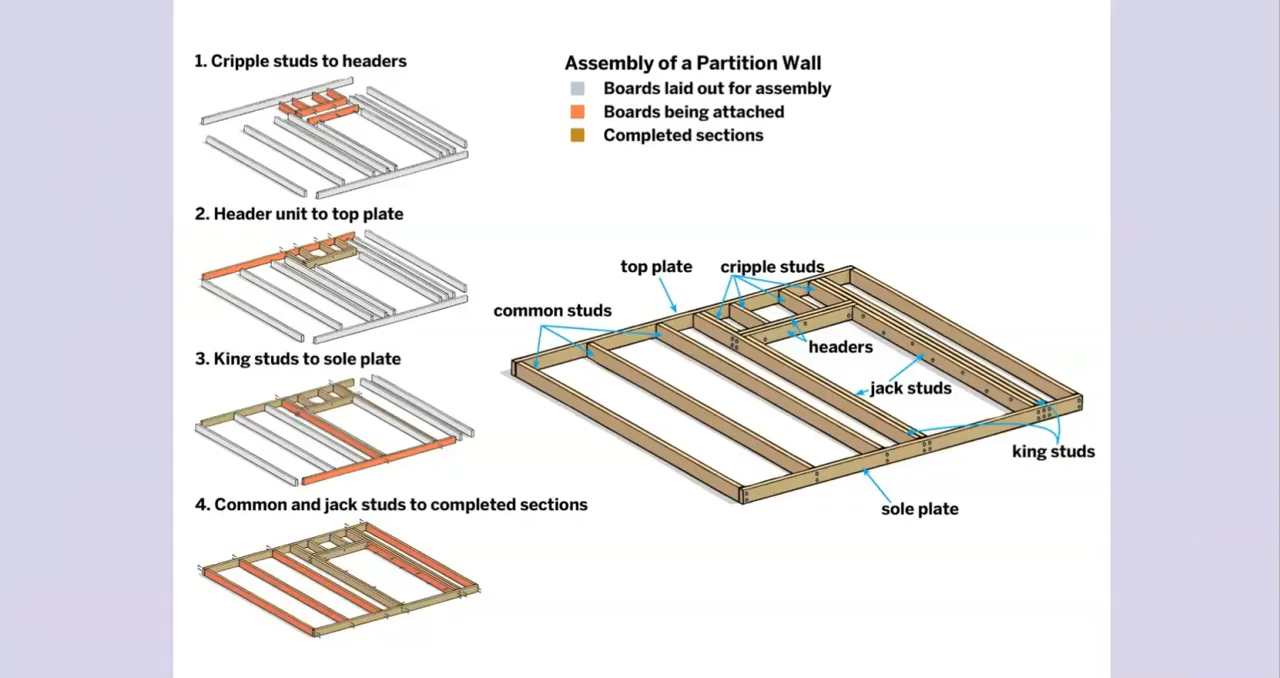 1. Cripple studs to headers
Assembly of a Partition Wall
Boards laid out for assembly
Boards being attached
Completed sections
2. Header unit to top plate
3. King studs to sole plate
4. Common and jack studs to completed sections
top plate
cripple studs
common studs
headers
jack studs
king studs
sole plate